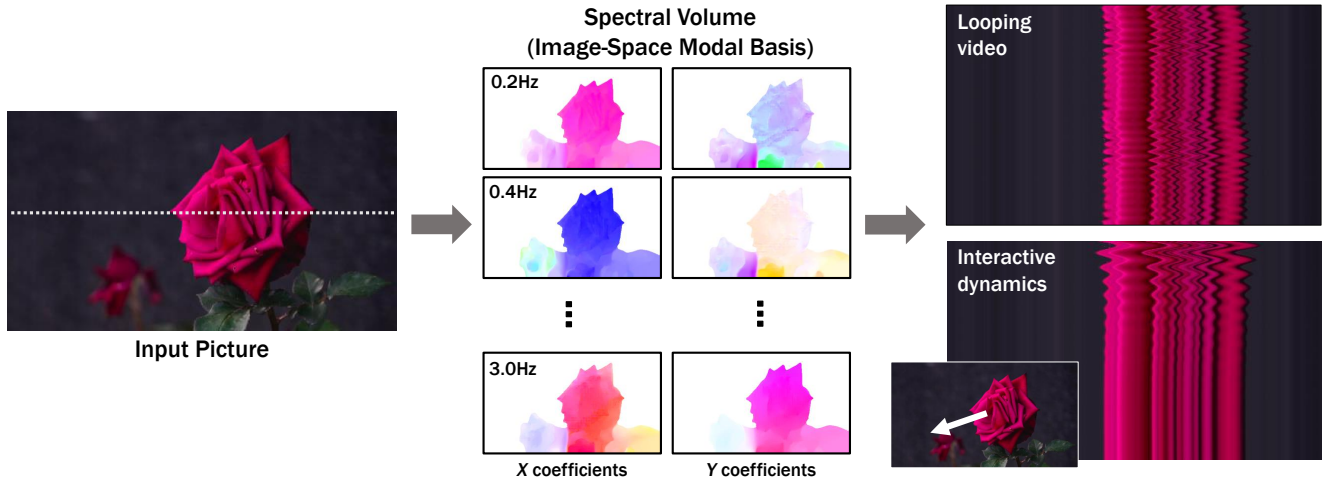 Spectral Volume
(Image-Space Modal Basis)
Input Picture
0.2Hz
0.4Hz
3.0Hz
X coefficients
Y coefficients
Looping
video
Interactive
dynamics